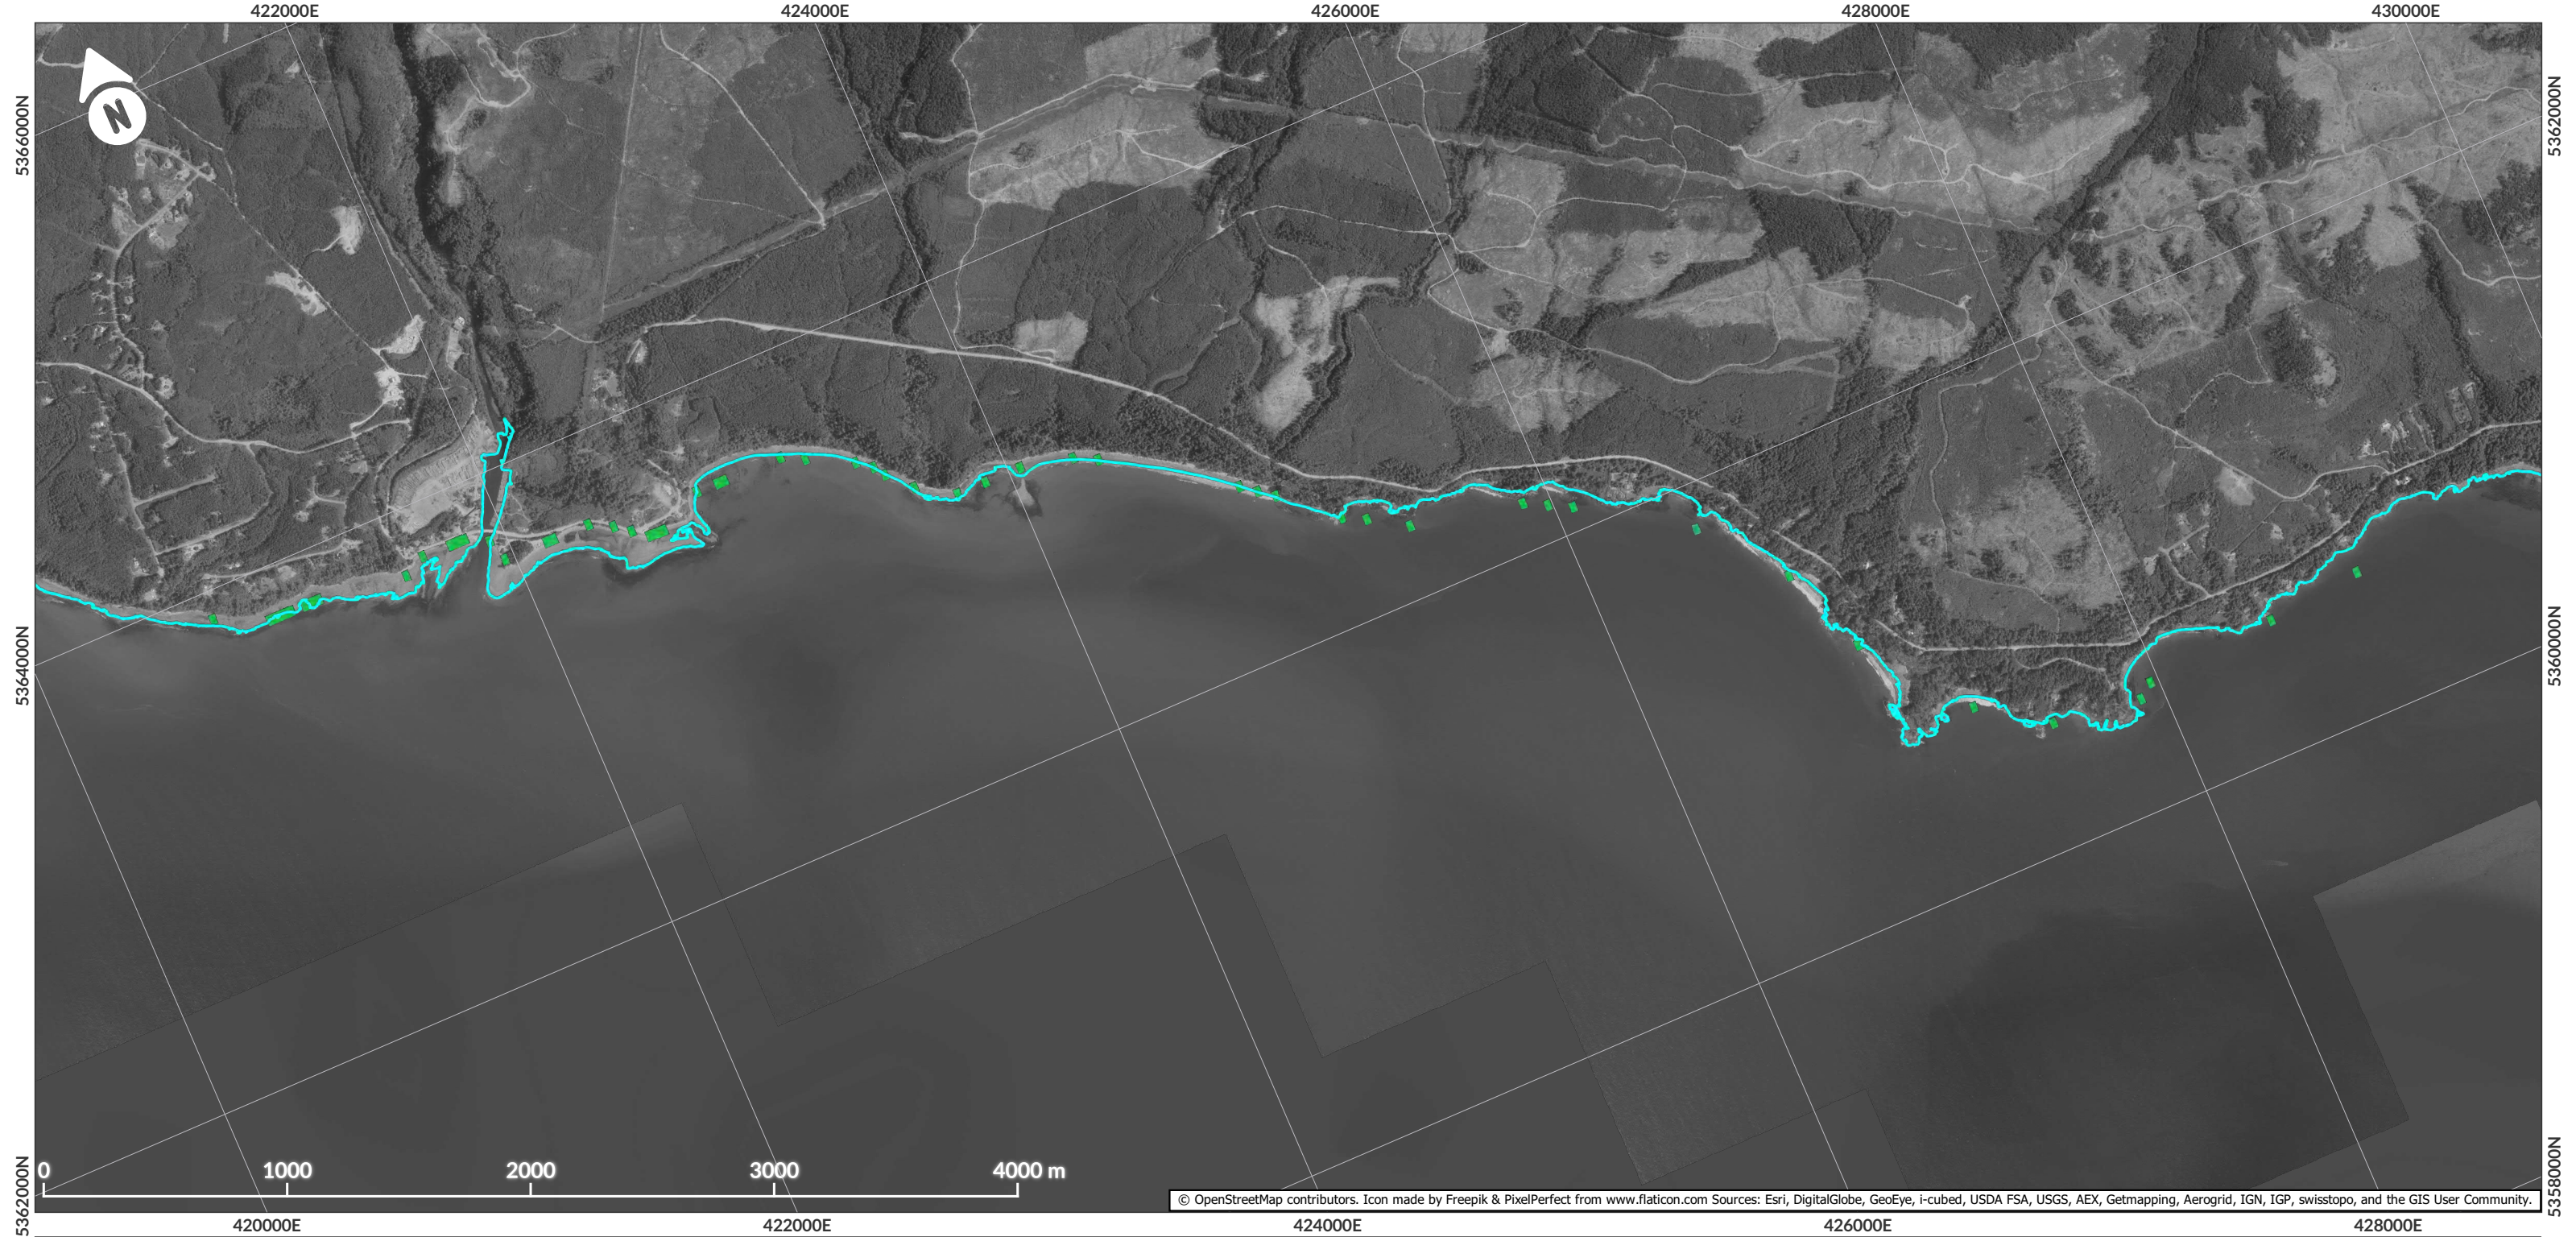 422000E 424000E 426000E 428000E 430000E
5366000N
5364000N
5362000N
5362000N
5360000N
5358000N
N
0 1000 2000 3000 4000 m
© OpenStreetMap contributors. Icon made by Freepik & PixelPerfect from www.flaticon.com Sources: Esri, DigitalGlobe, GeoEye, i-cubed, USDA FSA, USGS, AEX, Getmapping, Aerogrid, IGN, IGP, swisstopo, and the GIS User Community.
420000E 422000E 424000E 426000E 428000E